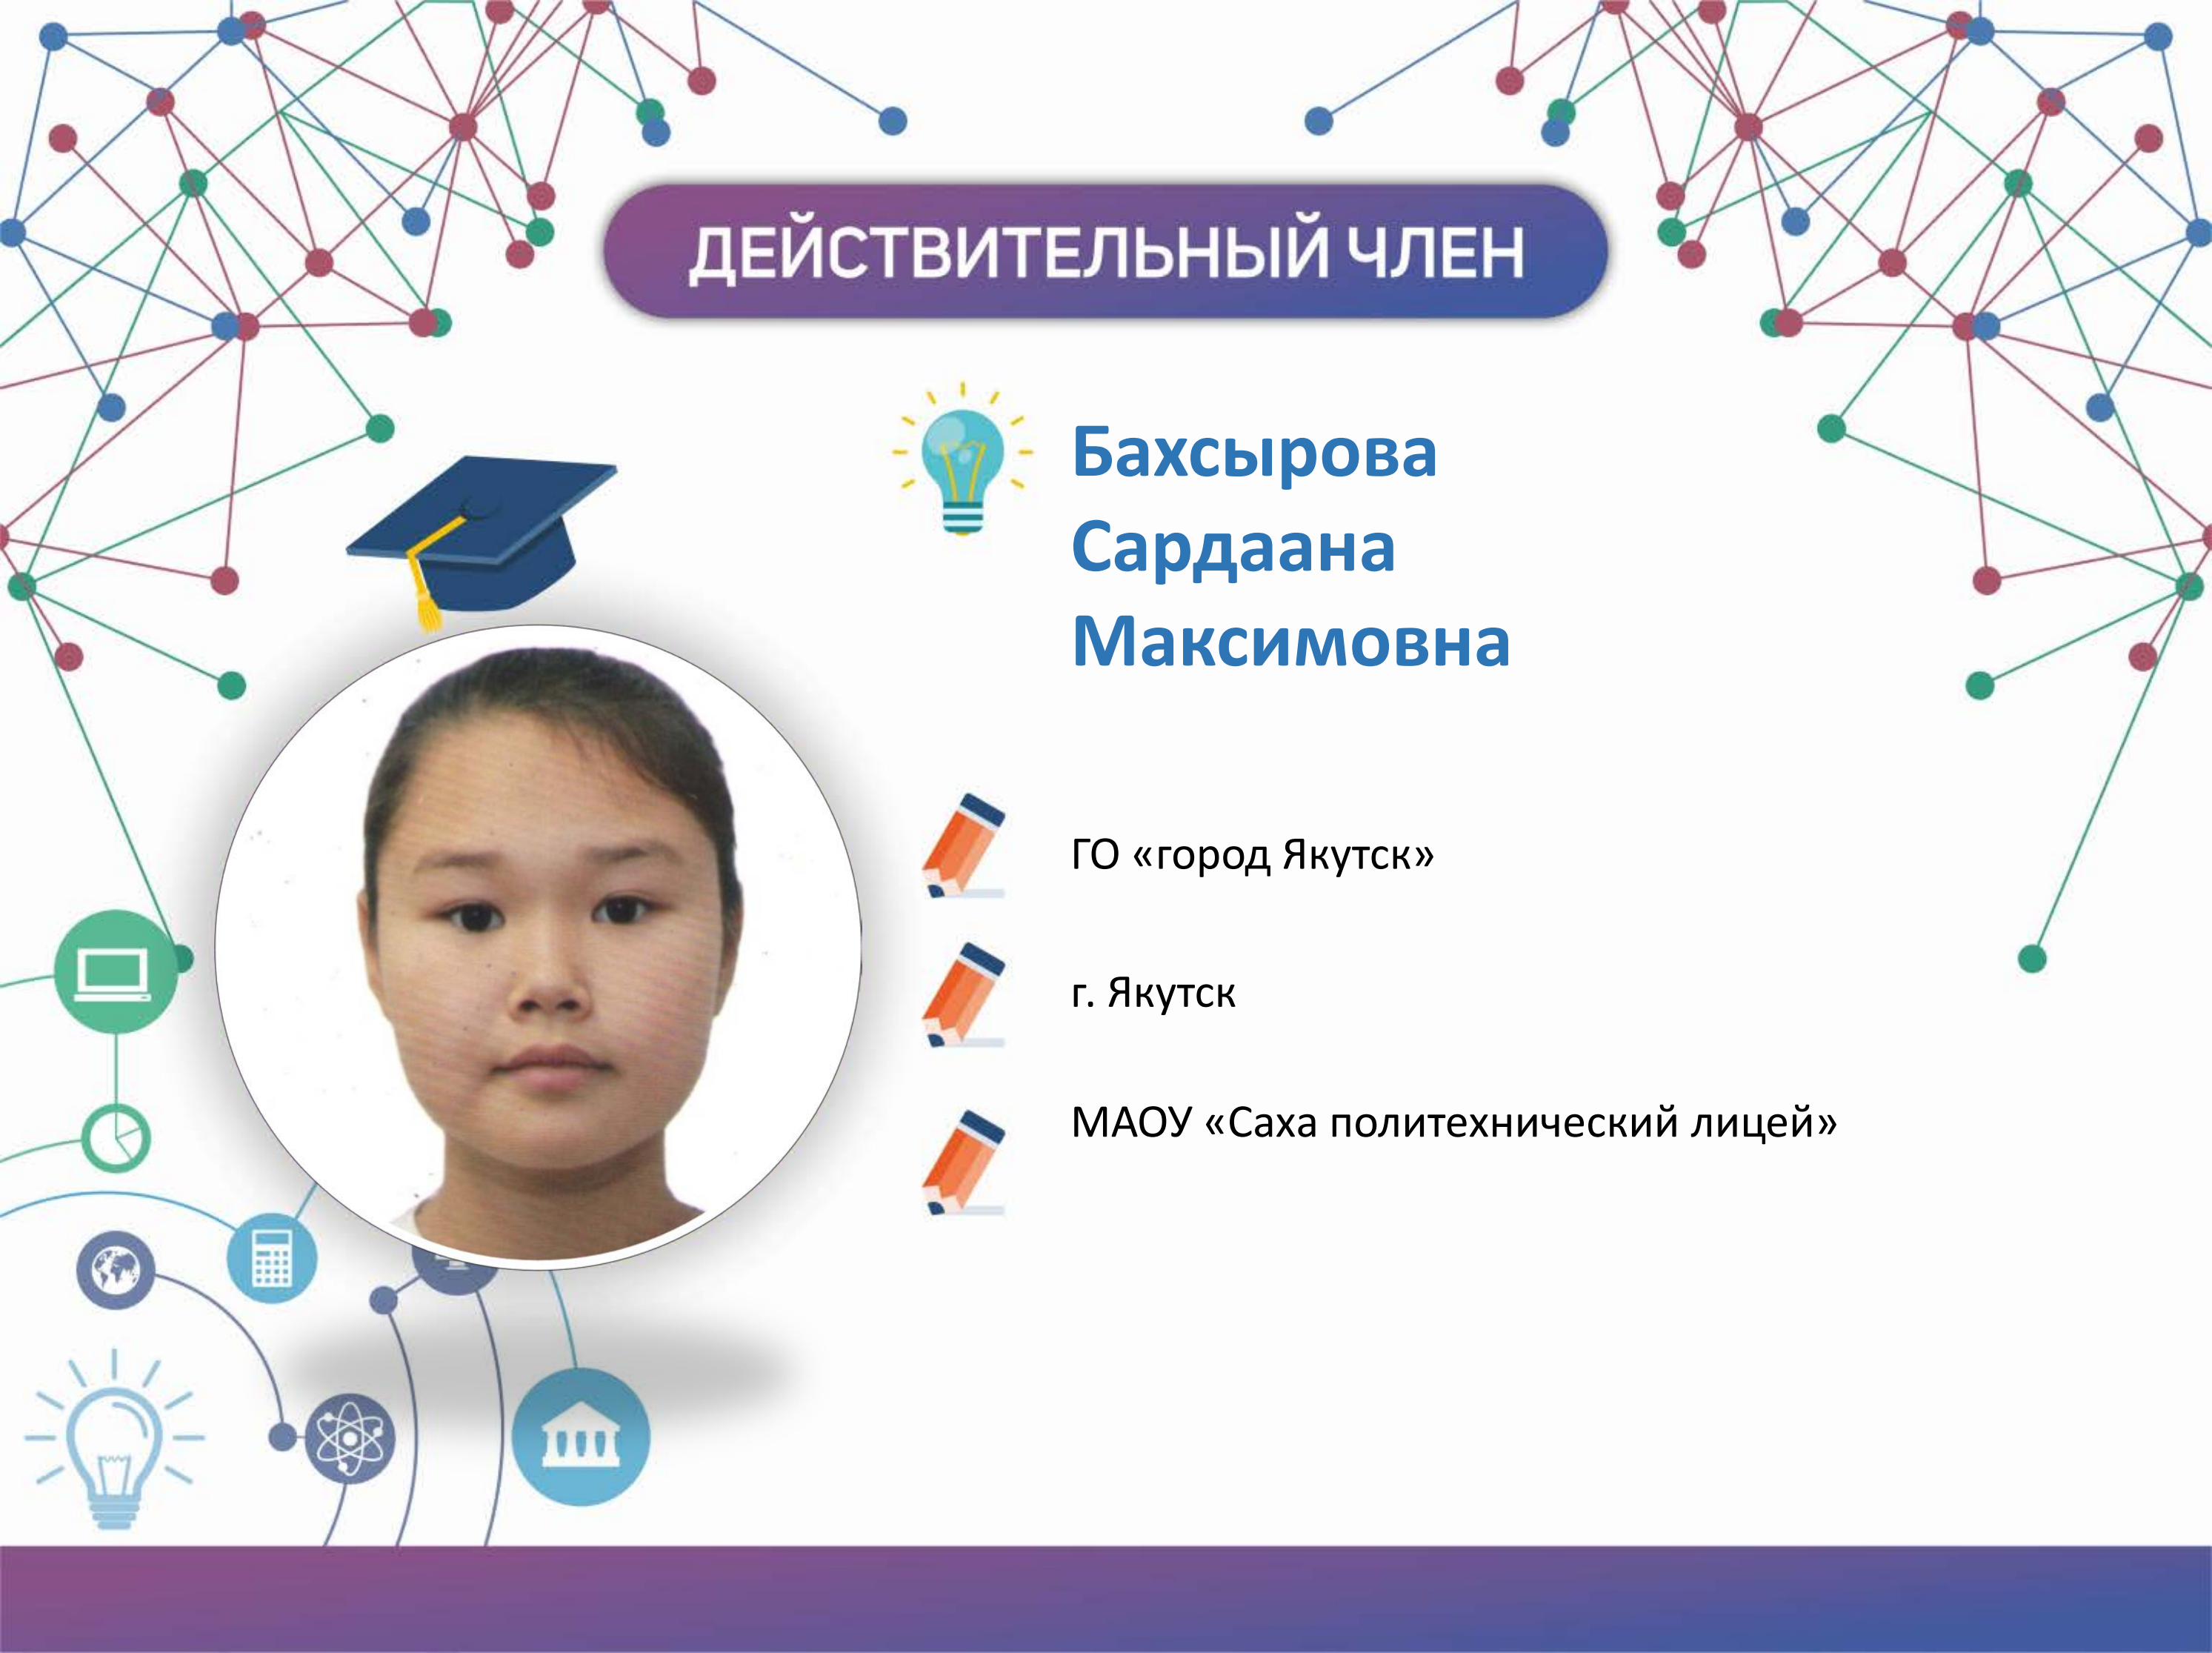 ДЕЙСТВИТЕЛЬНЫЙ ЧЛЕН
Бахсырова
Сардаана
Максимовна
ГО «город Якутск»
г. Якутск
МАОУ «Саха политехнический лицей»